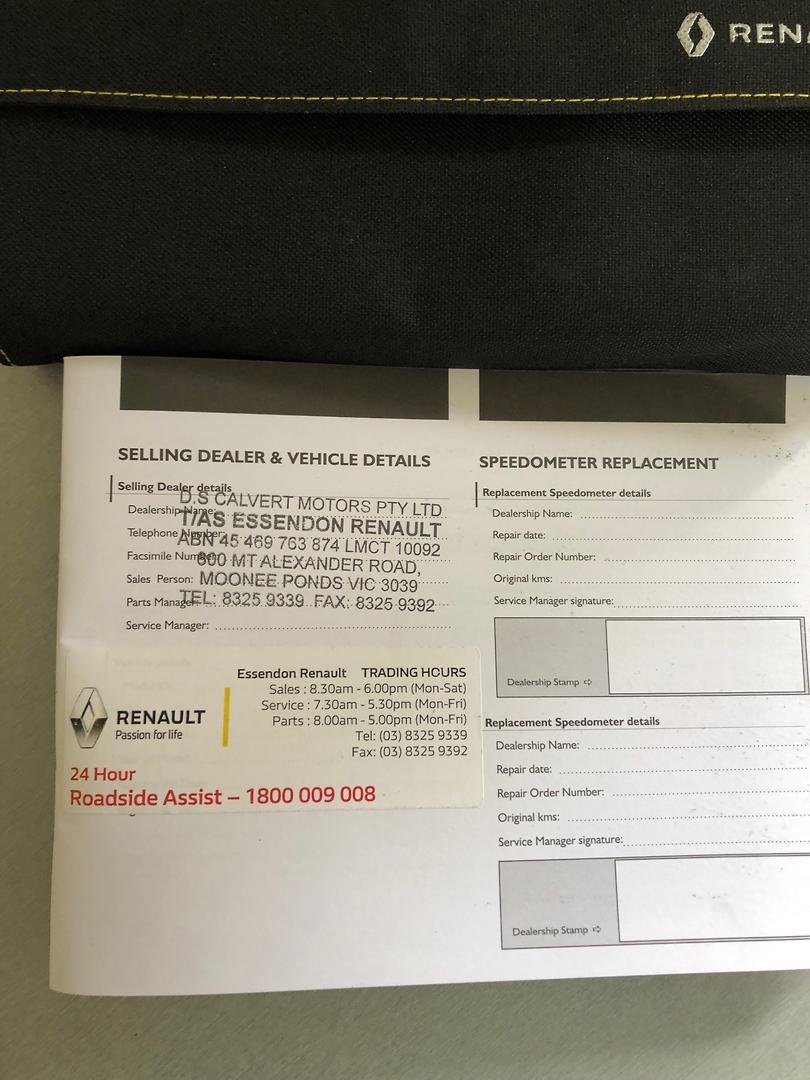 RENA
SELLING DEALER & VEHICLE DETAILS
Selling Dealer details
Dealership Name:
D.S CALVERT MOTORS PTY LTD
T/AS ESSENDON RENAULT
Telephone Number:
ABN 45 469 763 874 LMCT 10092
Facsimile Number:
800 MT ALEXANDER ROAD,
Sales Person:
MOONEE PONDS VIC 3039
Parts Manager:
TEL: 8325 9339 FAX: 8325 9392
Service Manager:
Essendon Renault TRADING HOURS
Sales : 8.30am - 6.00pm (Mon-Sat)
Service : 7.30am - 5.30pm (Mon-Fri)
Parts : 8.00am - 5.00pm (Mon-Fri)
Tel: (03) 8325 9339
Fax: (03) 8325 9392
RENAULT
Passion for life
24 Hour
Roadside Assist – 1800 009 008
SPEEDOMETER REPLACEMENT
Replacement Speedometer details
Dealership Name:
Repair date:
Repair Order Number:
Original kms:
Service Manager signature:
Dealership Stamp ⇨
Replacement Speedometer details
Dealership Name:
Repair date:
Repair Order Number:
Original kms:
Service Manager signature:
Dealership Stamp ⇨